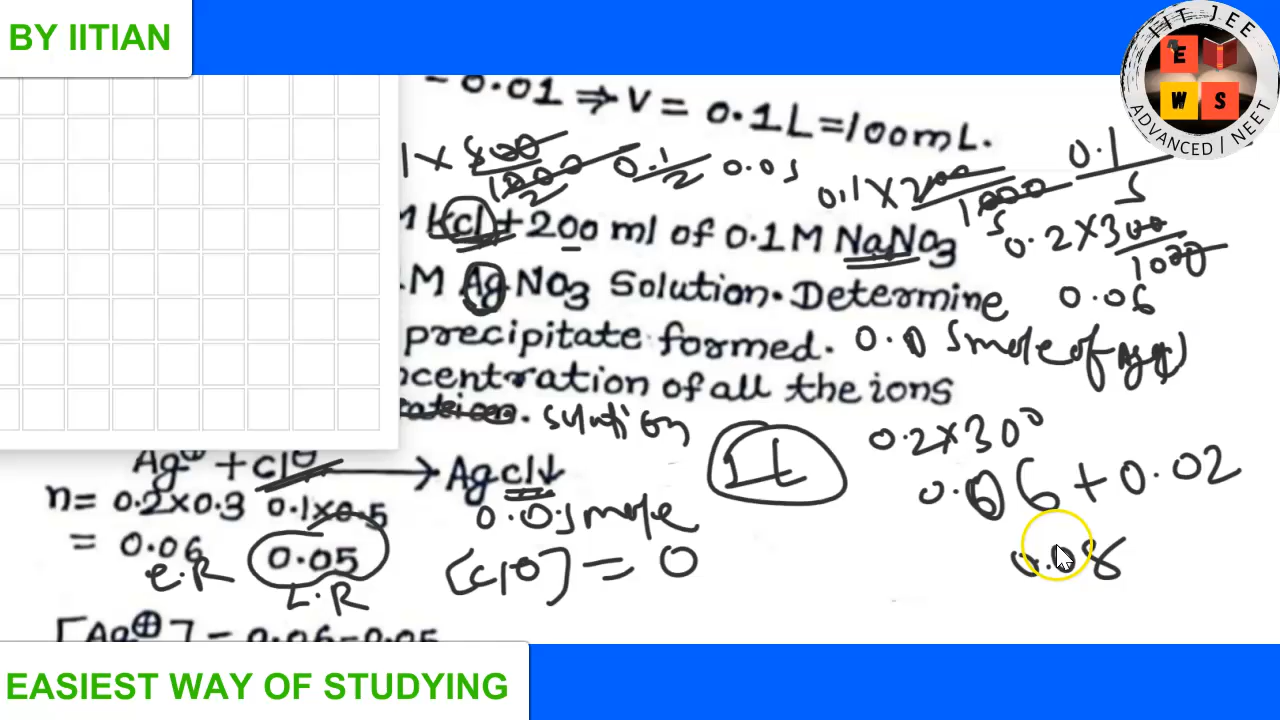 BY IITIAN
IIT JEE
E
W S
ADVANCED | NEET
- 0.01 ⇒ V = 0.1L = 100mL.
0.1/2 0.05
0.1
5
M KCl + 200 ml of 0.1M NaNO3
0.2×300
1000
.M AgNO3 Solution. Determine
0.06
precipitate formed. 0.05 mole of AgCl
ncentration of all the ions
solution
1L
0.2×300
0.06 + 0.02
0.08
Ag⊕ + Cl⊖ → AgCl↓
n= 0.2×0.3 0.1×0.5
0.05 mole
= 0.06 0.05
E.R L.R
[Cl⊖] = 0
[Ag⊕] = 0.06-0.05
EASIEST WAY OF STUDYING